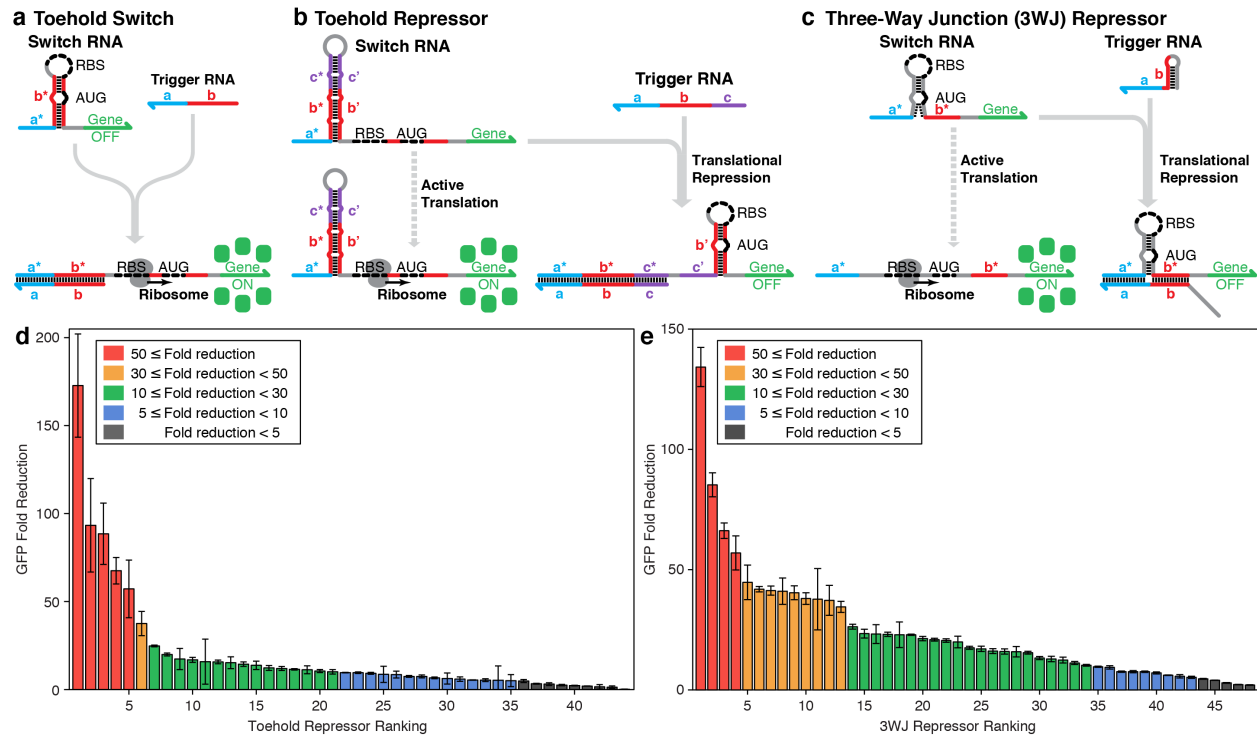 a Toehold Switch
Switch RNA
RBS
Trigger RNA
b*
AUG
a
b
a*
Gene
OFF
a*
b*
RBS
AUG
Gene
ON
a
b
Ribosome
b Toehold Repressor
Switch RNA
c*
c’
b*
b’
a*
RBS
AUG
Gene
Trigger RNA
a
b
c
Active
Translation
Translational
Repression
c*
c’
b*
b’
a*
RBS
AUG
Gene
ON
Ribosome
RBS
b’
AUG
a*
b*
c*
c’
Gene
OFF
a
b
c
c Three-Way Junction (3WJ) Repressor
Switch RNA
RBS
AUG
a*
b*
Gene
Trigger RNA
b
a
Active
Translation
Translational
Repression
a*
RBS
AUG
b*
Gene
ON
Ribosome
RBS
AUG
a*
b*
Gene
OFF
a
b
d
GFP Fold Reduction
200
150
100
50
0
50 ≤ Fold reduction
30 ≤ Fold reduction < 50
10 ≤ Fold reduction < 30
5 ≤ Fold reduction < 10
Fold reduction < 5
5 10 15 20 25 30 35 40
Toehold Repressor Ranking
e
GFP Fold Reduction
150
100
50
0
50 ≤ Fold reduction
30 ≤ Fold reduction < 50
10 ≤ Fold reduction < 30
5 ≤ Fold reduction < 10
Fold reduction < 5
5 10 15 20 25 30 35 40 45
3WJ Repressor Ranking